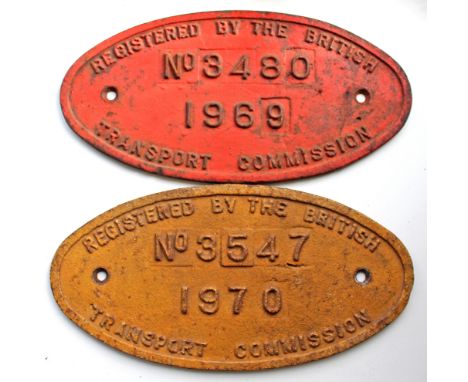 REGISTERED BY THE BRITISH
No 3480
1969
TRANSPORT COMMISSION
REGISTERED BY THE BRITISH
No 3547
1970
TRANSPORT COMMISSION